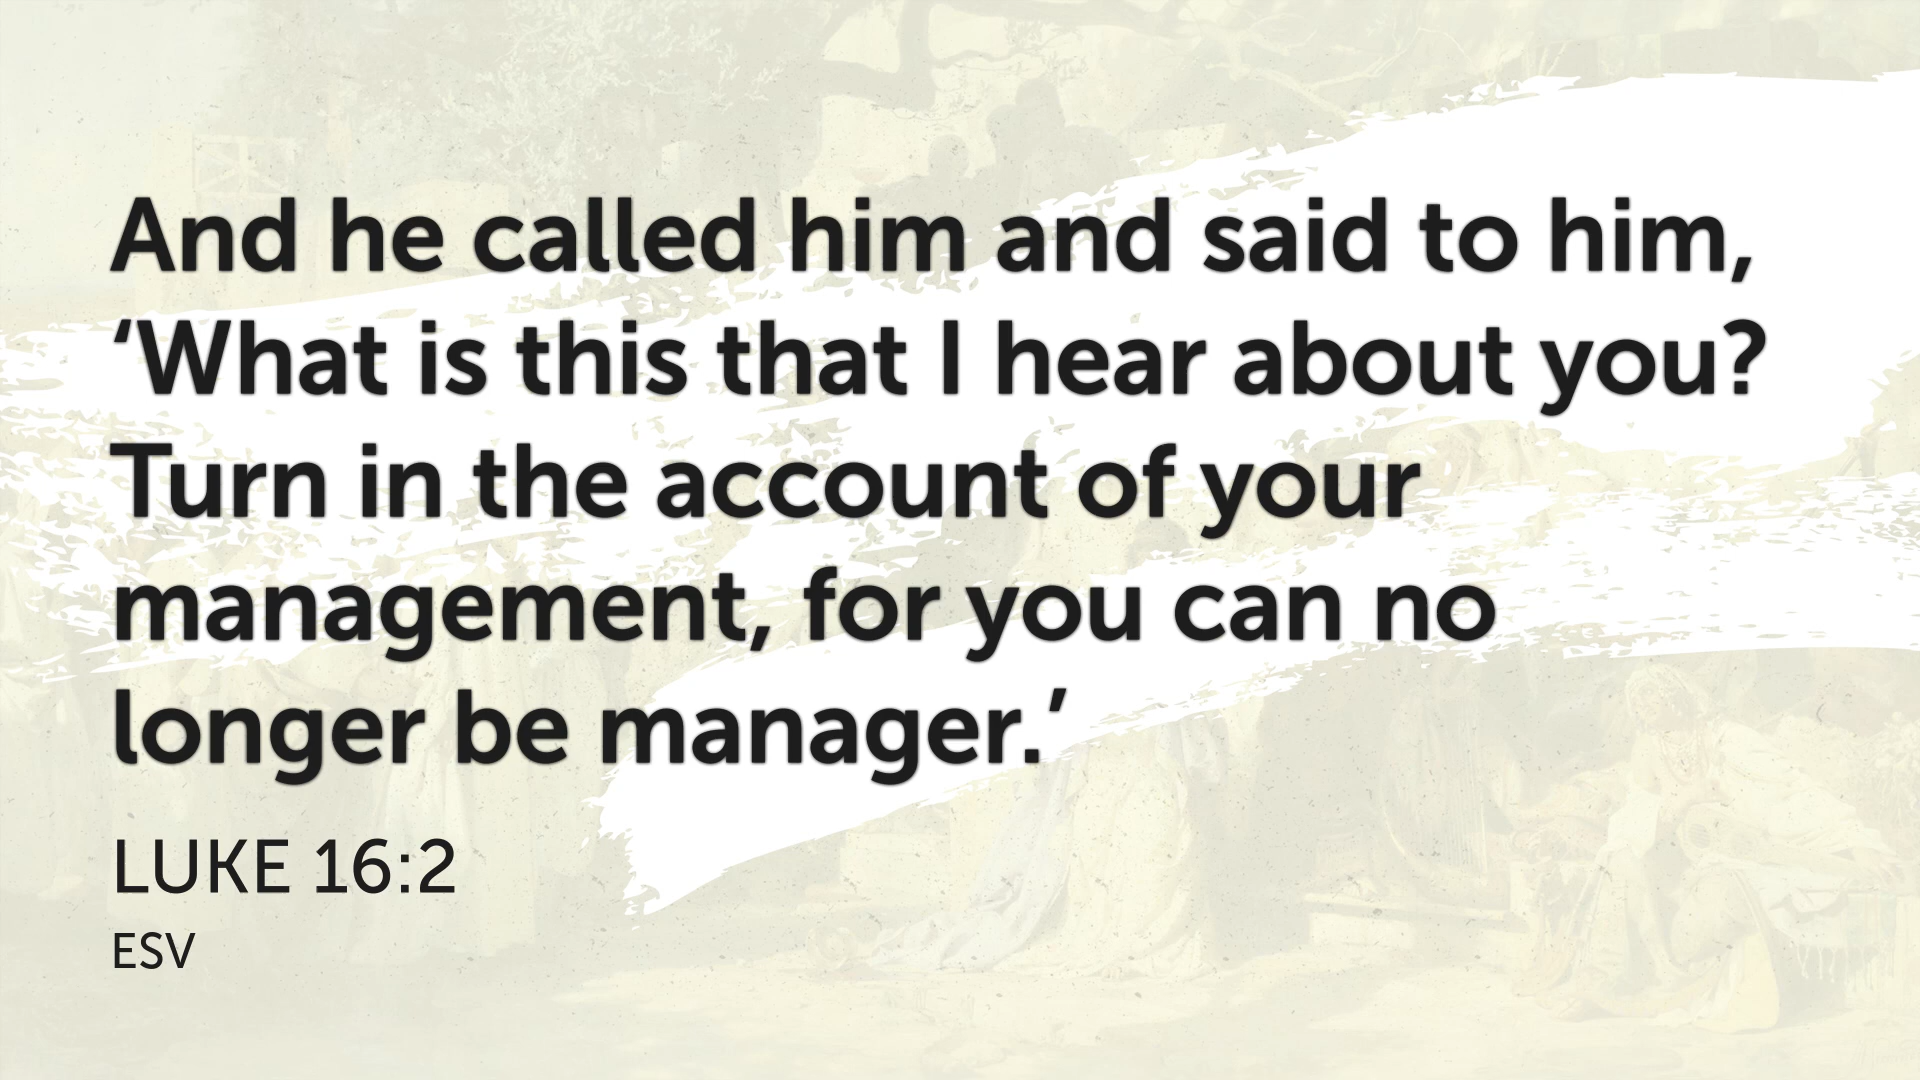 And he called him and said to him,
‘What is this that I hear about you?
Turn in the account of your
management, for you can no
longer be manager.’
LUKE 16:2
ESV